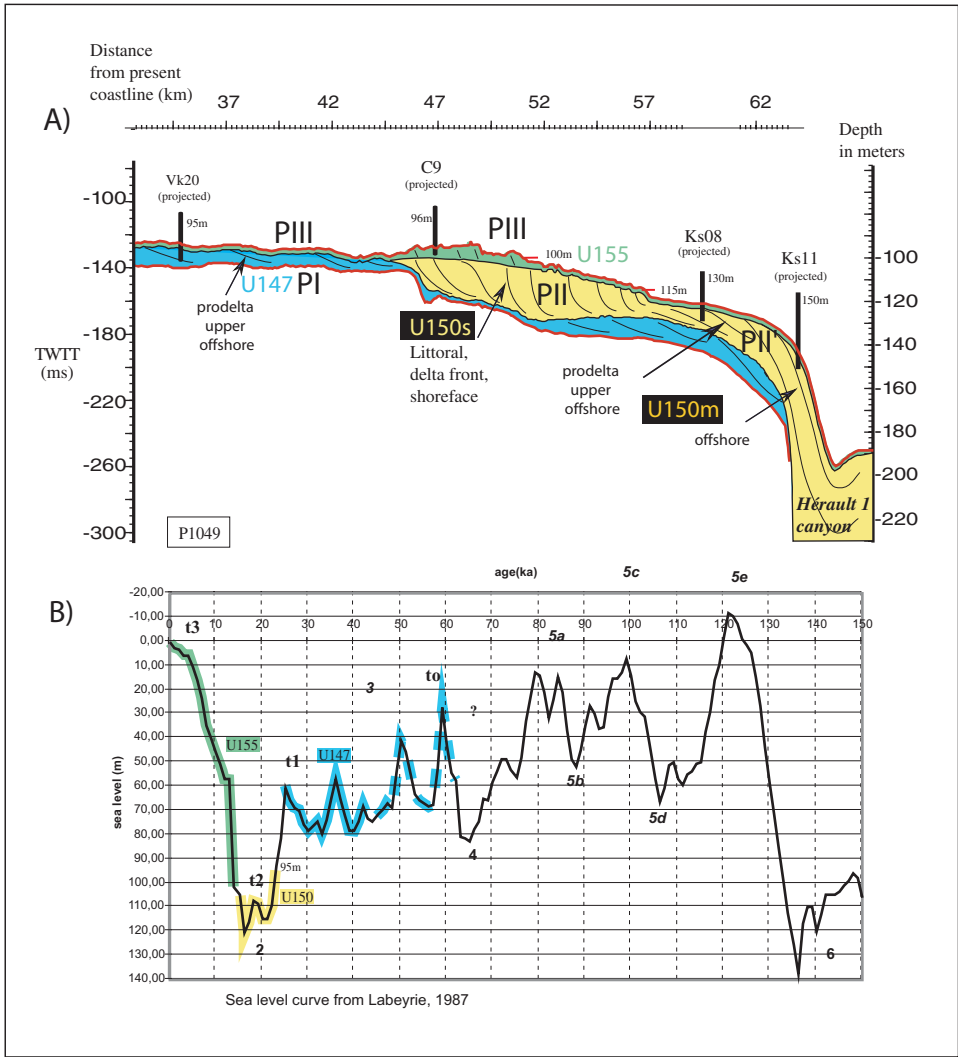 Distance
from present
coastline (km)
37 42 47 52 57 62
A)
Depth
in meters
Vk20
(projected)
95m
C9
(projected)
96m
PIII
PIII
100m
U155
Ks08
(projected)
130m
Ks11
(projected)
150m
115m
U147 PI
prodelta
upper
offshore
PII
U150s
Littoral,
delta front,
shoreface
prodelta
upper
offshore
PII'
U150m
offshore
Hérault 1
canyon
TWTT
(ms)
-100
-140
-180
-220
-260
-300
-100
-120
-140
-160
-180
-200
-220
P1049
B)
age(ka)
5c
5e
-20,00
-10,00
0,00
10,00
20,00
30,00
40,00
50,00
60,00
70,00
80,00
90,00
100,00
110,00
120,00
130,00
140,00
0 10 20 30 40 50 60 70 80 90 100 110 120 130 140 150
t3
5a
to
3
?
U155
t1
U147
5b
5d
4
95m
t2
U150
2
6
sea level (m)
Sea level curve from Labeyrie, 1987